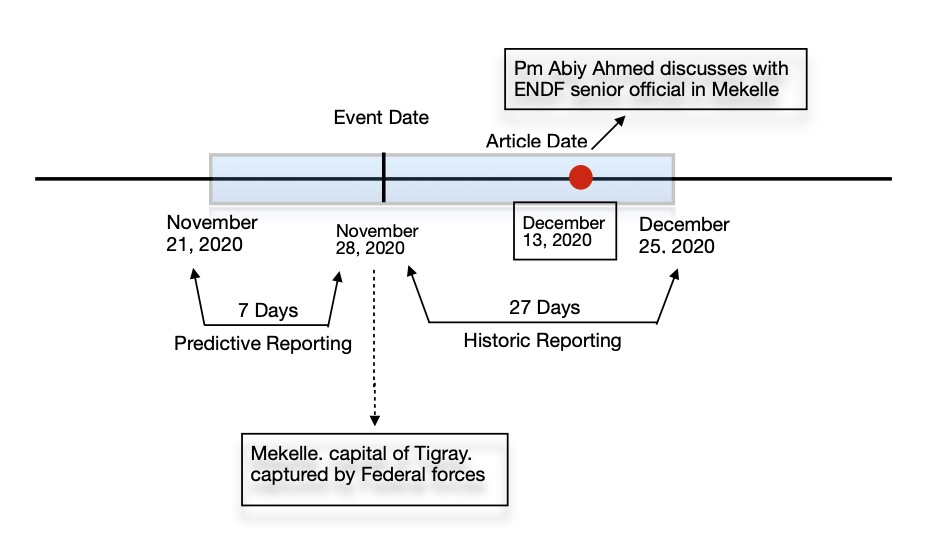 Pm Abiy Ahmed discusses with
ENDF senior official in Mekelle
Event Date
Article Date
November
21, 2020
November
28, 2020
December
13, 2020
December
25. 2020
7 Days
Predictive Reporting
27 Days
Historic Reporting
Mekelle. capital of Tigray.
captured by Federal forces